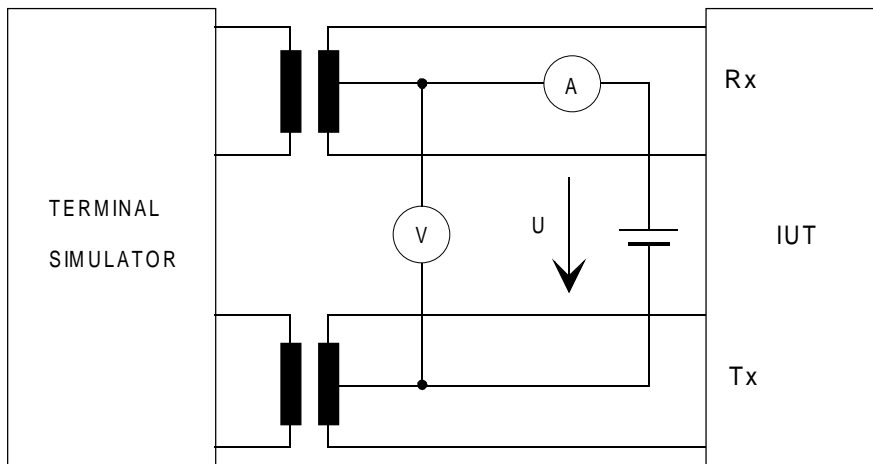 Rx
A
TERMINAL
SIMULATOR
V
U
IUT
Tx